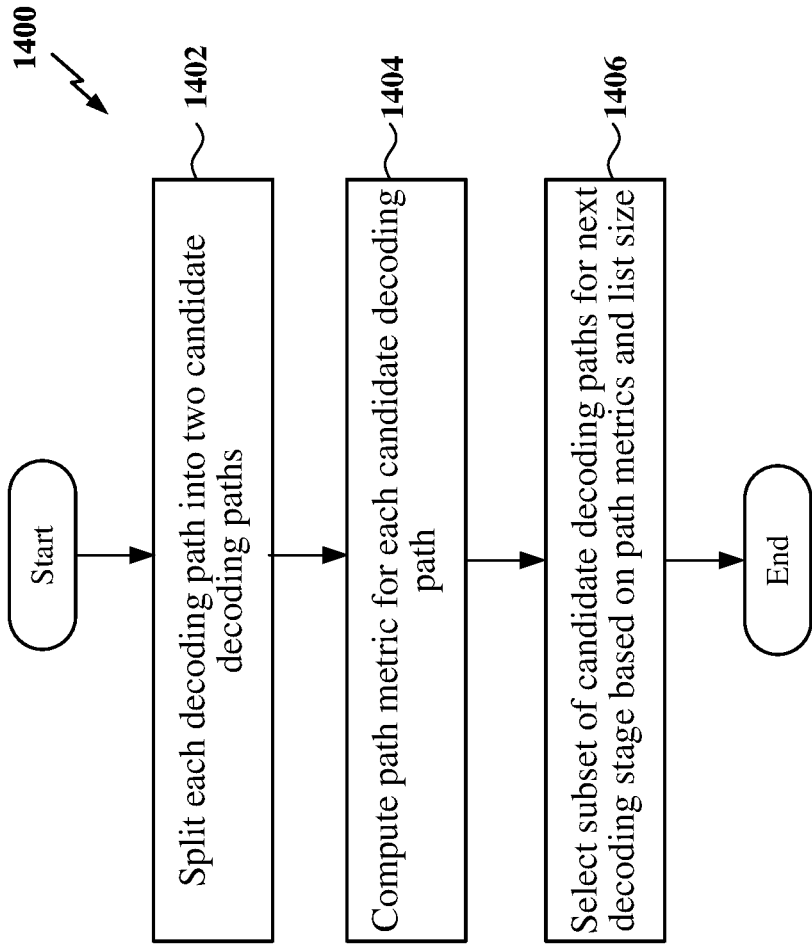 1400
Start
Split each decoding path into two candidate
decoding paths
1402
Compute path metric for each candidate decoding
path
1404
Select subset of candidate decoding paths for next
decoding stage based on path metrics and list size
1406
End